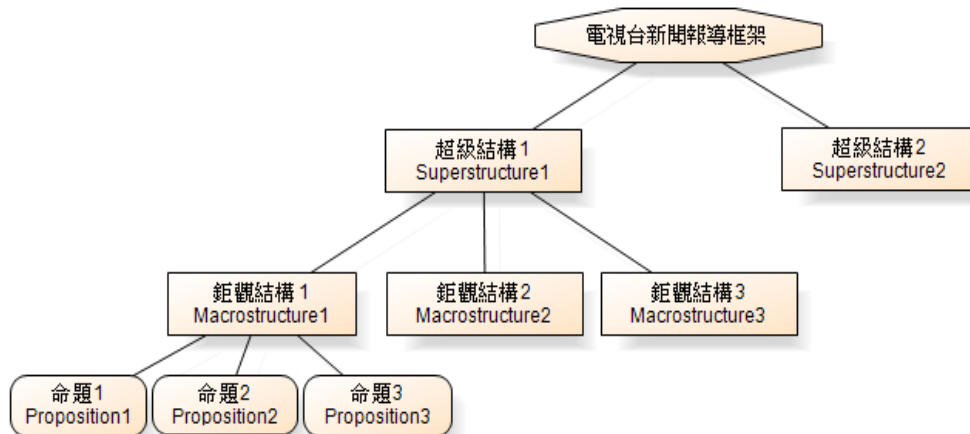 電視台新聞報導框架
超級結構1
Superstructure1
超級結構2
Superstructure2
鉅觀結構1
Macrostructure1
鉅觀結構2
Macrostructure2
鉅觀結構3
Macrostructure3
命題1
Proposition1
命題2
Proposition2
命題3
Proposition3